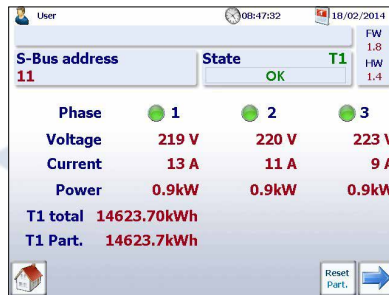 User 08:47:32 18/02/2014
FW
1.8
S-Bus address State T1 HW
11 OK 1.4
Phase 1 2 3
Voltage 219 V 220 V 223 V
Current 13 A 11 A 9 A
Power 0.9kW 0.9kW 0.9kW
T1 total 14623.70kWh
T1 Part. 14623.7kWh
Reset
Part.